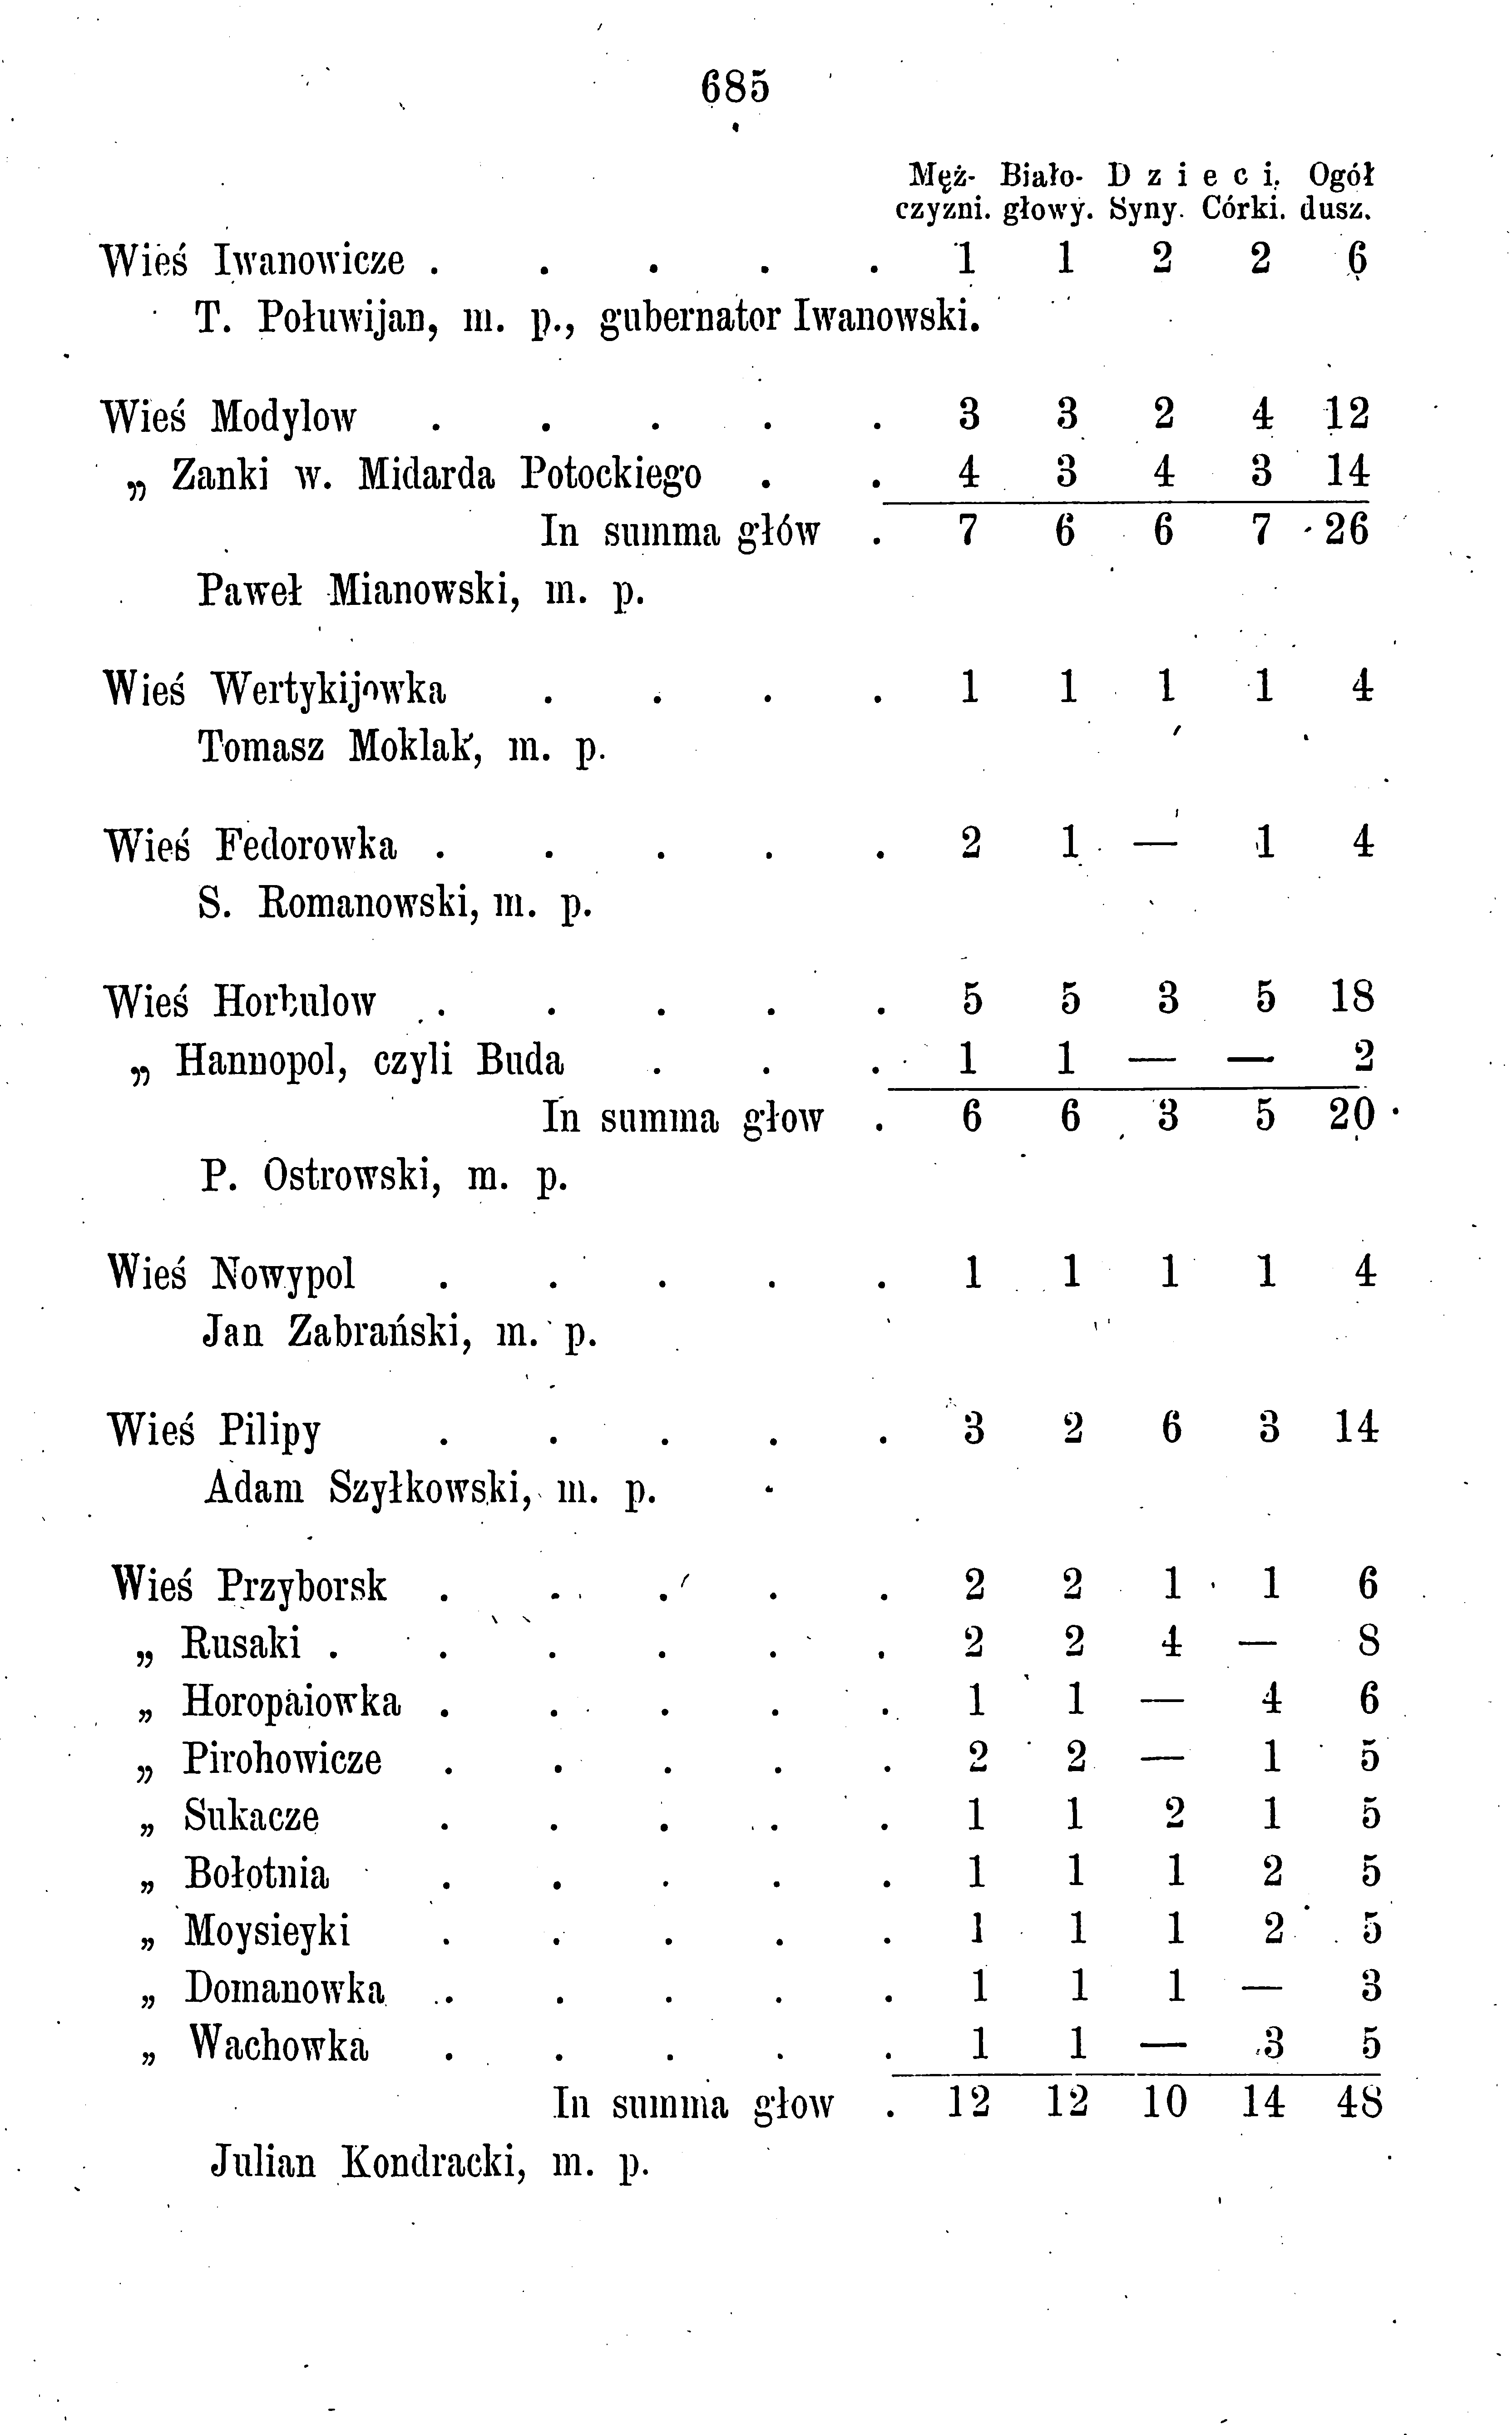 685
Męż- Biało- D z i e c i. Ogół
czyzni. głowy. Syny. Córki. dusz.
Wieś Iwanowicze . . . . . 1 1 2 2 6
T. Połuwijan, m. p., gubernator Iwanowski.
Wieś Modylow . . . . . 3 3 2 4 12
„ Zanki w. Midarda Potockiego . . 4 3 4 3 14
In summa głów . 7 6 6 7 26
Paweł Mianowski, m. p.
Wieś Wertykijowka . . . . 1 1 1 1 4
Tomasz Moklak, m. p.
Wieś Fedorowka . . . . . 2 1 — 1 4
S. Romanowski, m. p.
Wieś Horbulow . . . . . 5 5 3 5 18
„ Hannopol, czyli Buda . . . 1 1 — — 2
In summa głow . 6 6 3 5 20
P. Ostrowski, m. p.
Wieś Nowypol . . . . . 1 1 1 1 4
Jan Zabrański, m. p.
Wieś Pilipy . . . . . 3 2 6 3 14
Adam Szyłkowski, m. p.
Wieś Przyborsk . . . . . 2 2 1 1 6
„ Rusaki . . . . . . 2 2 4 — 8
„ Horopaiowka . . . . . 1 1 — 4 6
„ Pirohowicze . . . . . 2 2 — 1 5
„ Sukacze . . . . . 1 1 2 1 5
„ Bołotnia . . . . . 1 1 1 2 5
„ Moysieyki . . . . . 1 1 1 2 5
„ Domanowka . . . . . 1 1 1 — 3
„ Wachowka . . . . . 1 1 — 3 5
In summa głow . 12 12 10 14 48
Julian Kondracki, m. p.